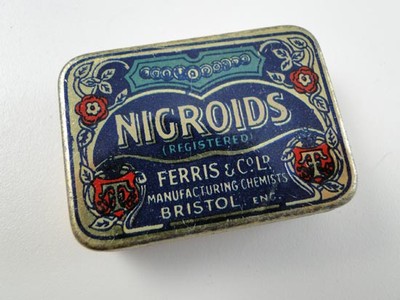 NIGROIDS
(REGISTERED)
FERRIS & Co. LD.
MANUFACTURING CHEMISTS
BRISTOL, ENG.